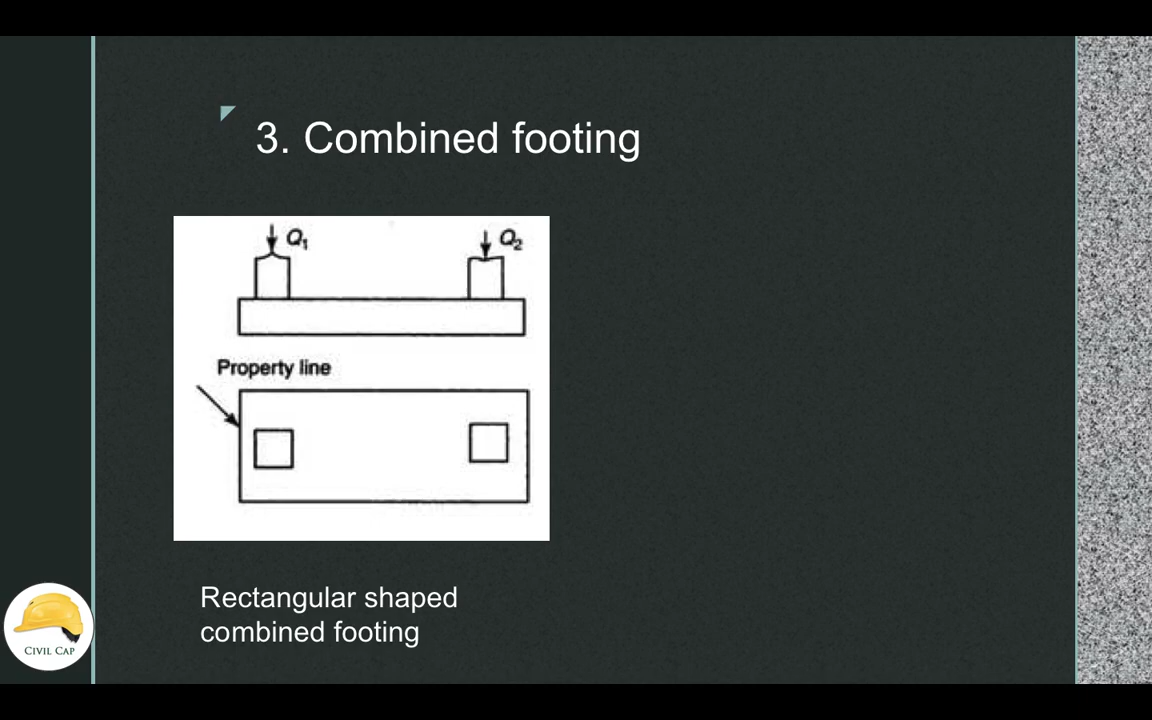 3. Combined footing
Q1
Q2
Property line
Rectangular shaped
combined footing
CIVIL CAP